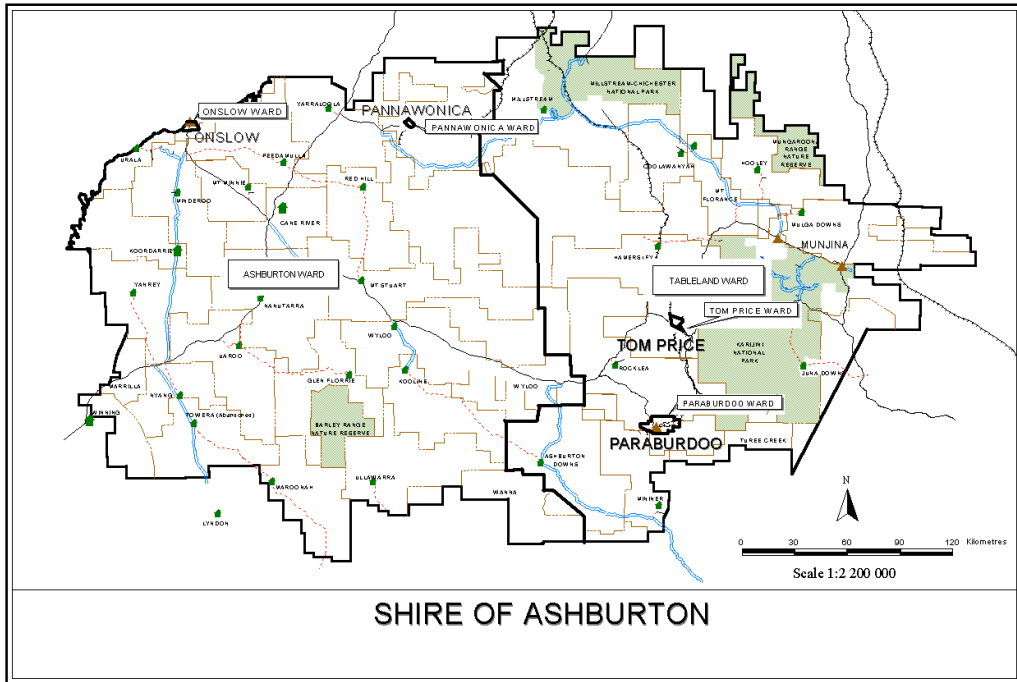 MILLSTREAM-CHICHESTER
NATIONAL PARK
MILLSTREAM
YARRALOOLA
ONSLOW WARD
PANNAWONICA
PANNAWONICA WARD
ONSLOW
MUNGAROONA
RANGE
NATURE
RESERVE
URALA
PEEDAMULLA
COOLAWANYAH
HOOLEY
MT MINNIE
RED HILL
MINDEROO
MT
FLORANGE
CANE RIVER
MULGA DOWNS
KOORDARRIE
HAMERSLEY
MUNJINA
ASHBURTON WARD
TABLELAND WARD
YANREY
MT STUART
NANUTARRA
TOM PRICE WARD
WYLOO
TOM PRICE
UAROO
KARIJINI
NATIONAL
PARK
ROCKLEA
JUNA DOWNS
GLEN FLORRIE
KOOLINE
WYLOO
MARRILLA
NYANG
PARABURDOO WARD
WINNING
TOWERA (Abandoned)
BARLEY RANGE
NATURE RESERVE
PARABURDOO
TUREE CREEK
ASHBURTON
DOWNS
MAROONAH
ULLAWARRA
WANNA
MININER
LYNDON
N
0 30 60 90 120 Kilometres
Scale 1:2 200 000
SHIRE OF ASHBURTON